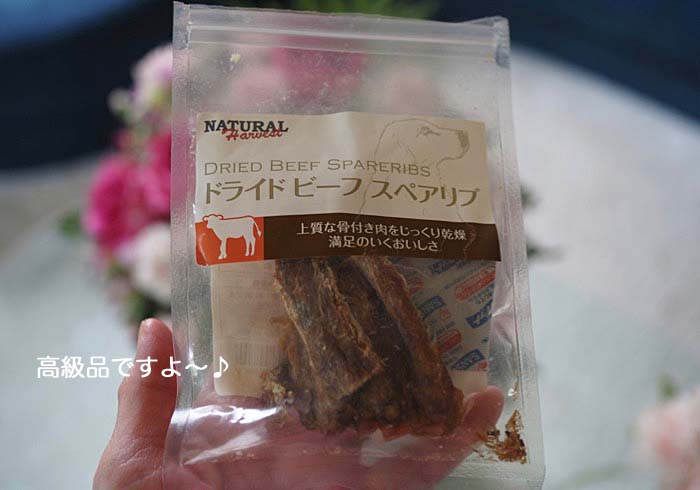 NATURAL
Harvest
DRIED BEEF SPARERIBS
ドライド ビーフ スペアリブ
上質な骨付き肉をじっくり乾燥
満足のいくおいしさ
高級品ですよ～♪